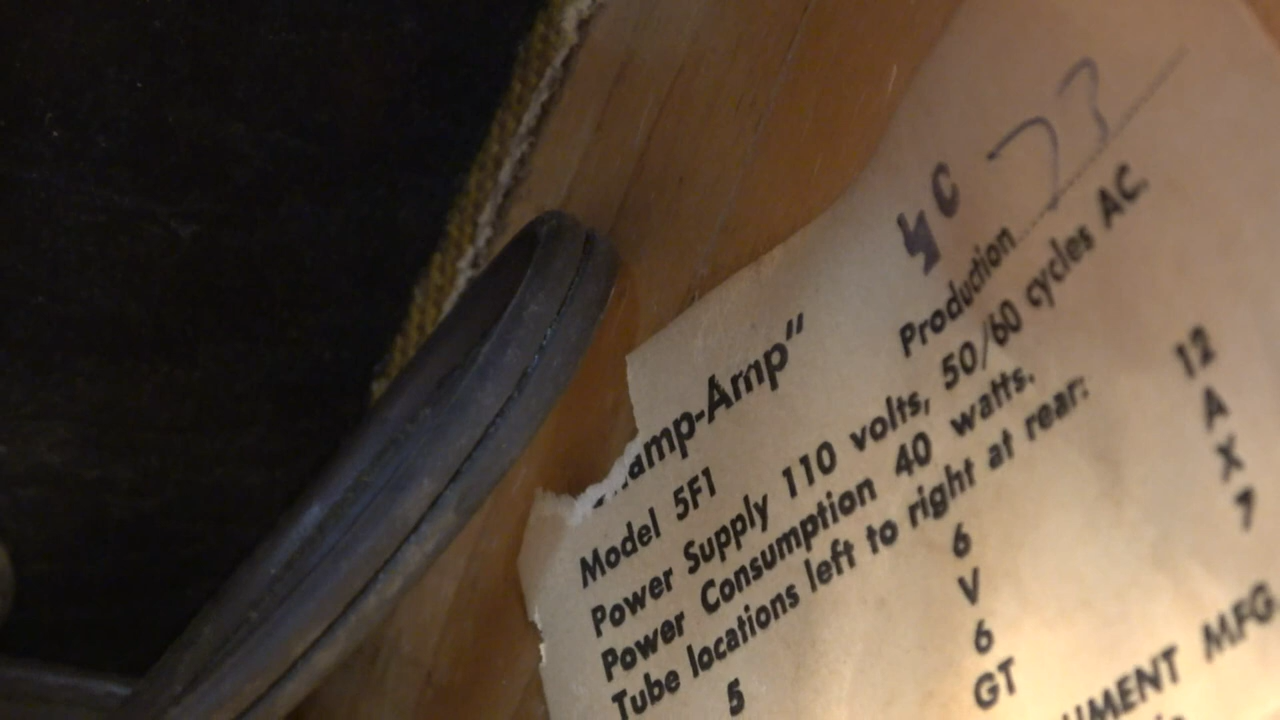 amp-Amp"
Model 5F1
Production 23
Power Supply 110 volts, 50/60 cycles AC.
Power Consumption 40 watts.
Tube locations left to right at rear:
5
6
V
6
GT
12
A
X
7
UMENT MFG